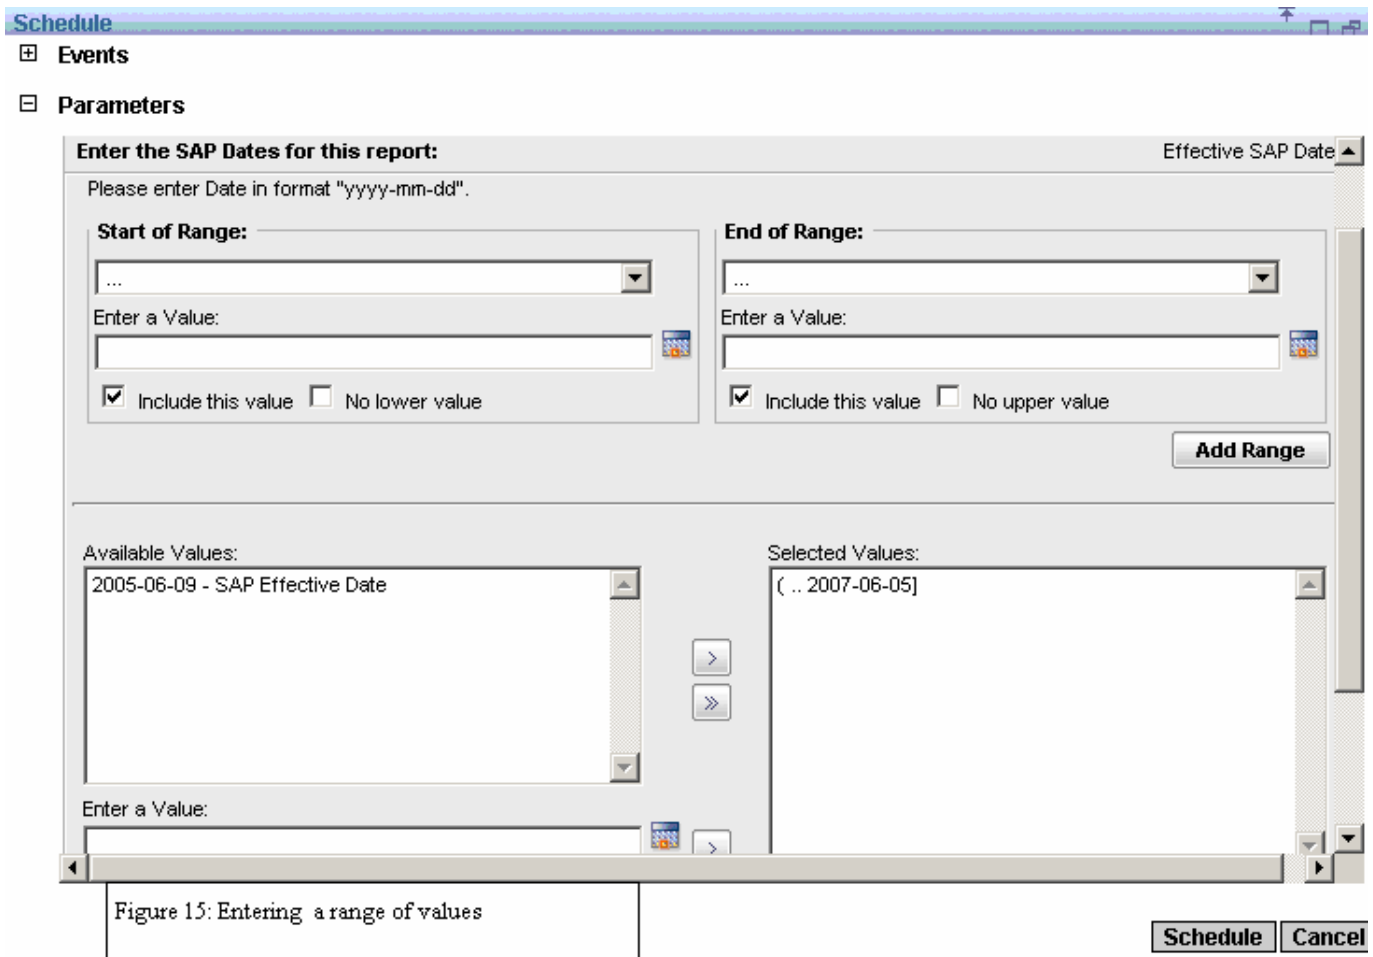 Schedule
Events
Parameters
Enter the SAP Dates for this report: Effective SAP Date
Please enter Date in format "yyyy-mm-dd".
Start of Range: End of Range:
... ...
Enter a Value: Enter a Value:
Include this value No lower value Include this value No upper value
Add Range
Available Values: Selected Values:
2005-06-09 - SAP Effective Date ( .. 2007-06-05]
>
»
Enter a Value:
>
Figure 15: Entering a range of values
Schedule Cancel